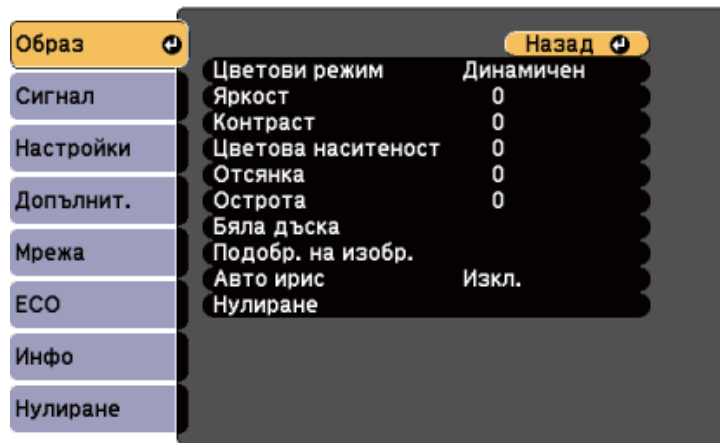 Образ
Сигнал
Настройки
Допълнит.
Мрежа
ECO
Инфо
Нулиране
Назад
Цветови режим Динамичен
Яркост 0
Контраст 0
Цветова наситеност 0
Отсянка 0
Острота 0
Бяла дъска
Подобр. на изобр.
Авто ирис Изкл.
Нулиране